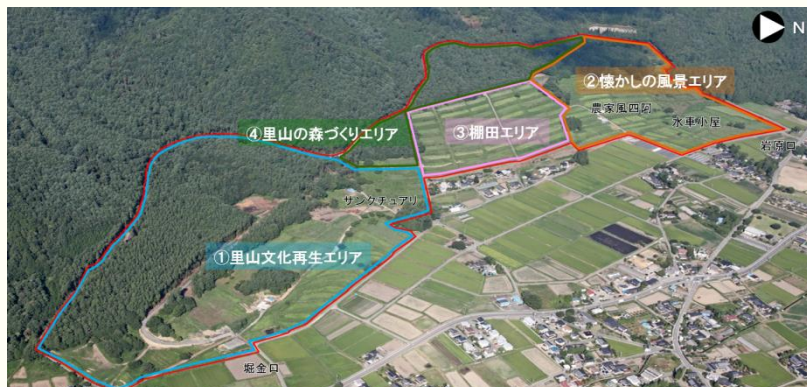 N
②懐かしの風景エリア
農家風四阿
水車小屋
④里山の森づくりエリア
③棚田エリア
岩原口
サンクチュアリ
①里山文化再生エリア
堀金口